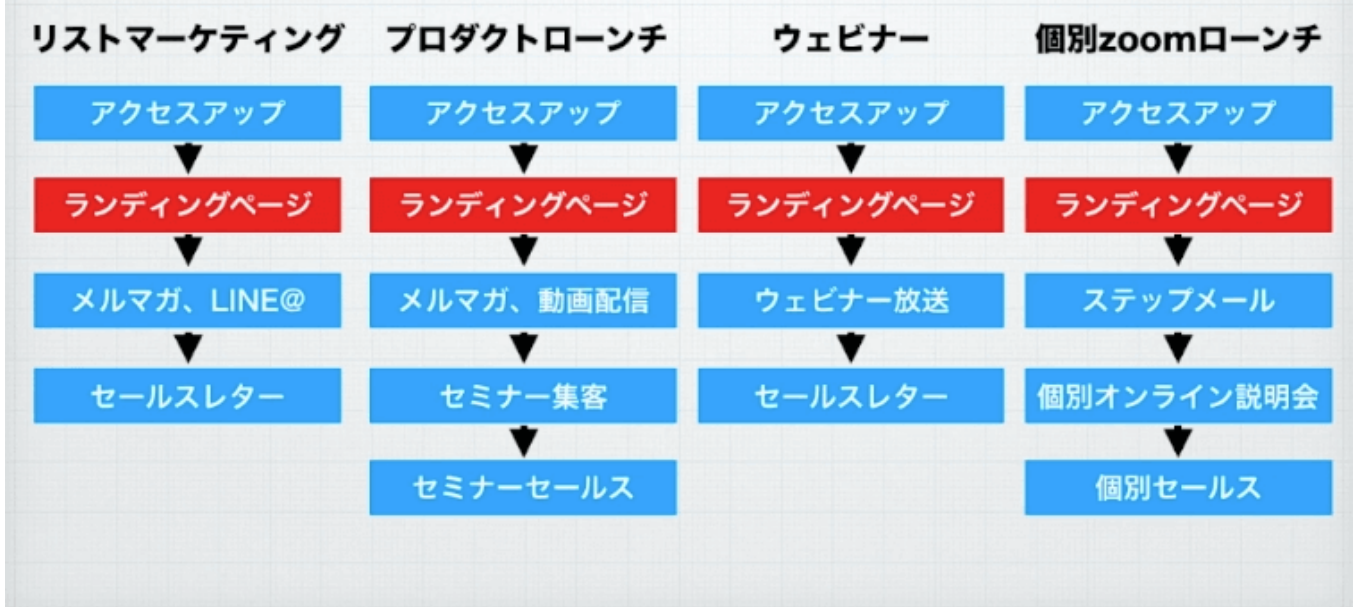 リストマーケティング
アクセスアップ
ランディングページ
メルマガ、LINE@
セールスレター
プロダクトローンチ
アクセスアップ
ランディングページ
メルマガ、動画配信
セミナー集客
セミナーセールス
ウェビナー
アクセスアップ
ランディングページ
ウェビナー放送
セールスレター
個別zoomローンチ
アクセスアップ
ランディングページ
ステップメール
個別オンライン説明会
個別セールス